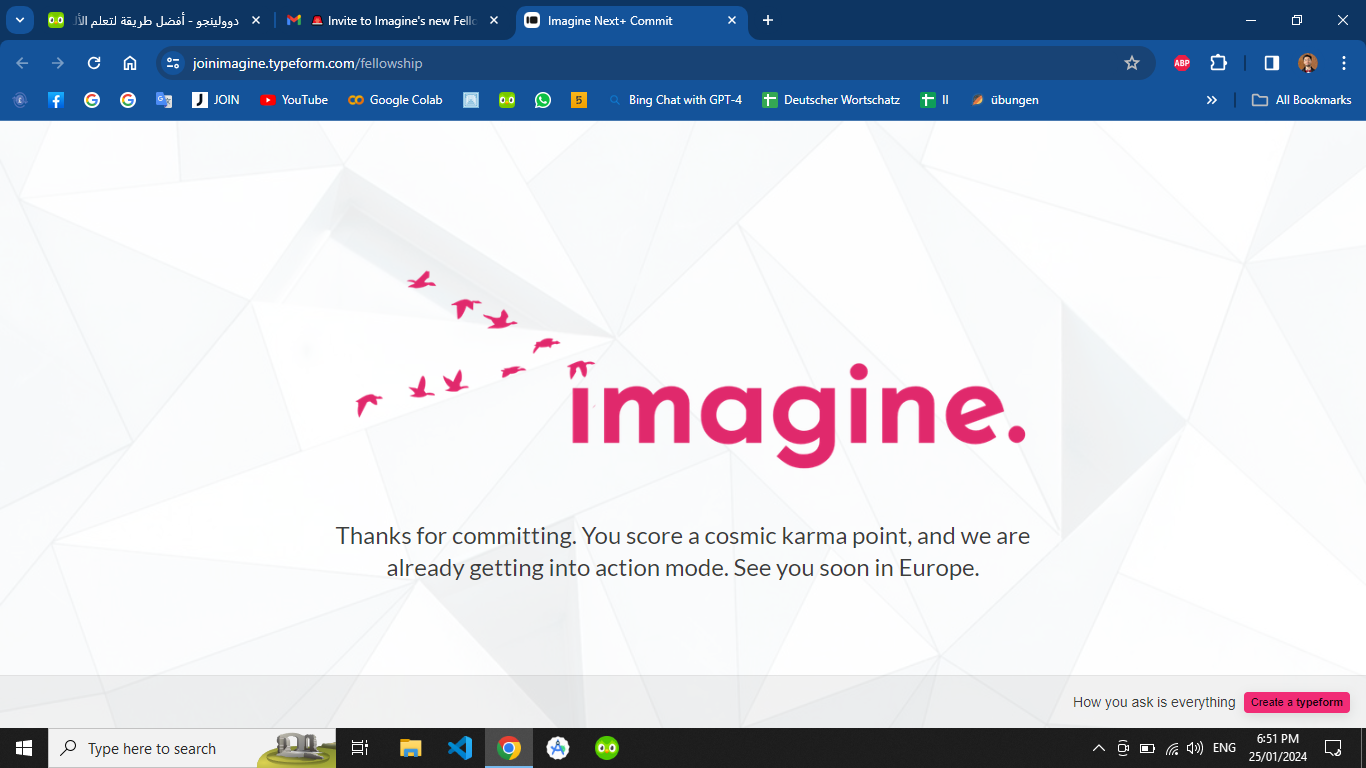 دوولينجو - أفضل طريقة لتعلم
Invite to Imagine's new Fello
Imagine Next+ Commit
joinimagine.typeform.com/fellowship
ABP
JOIN
YouTube
Google Colab
5
Bing Chat with GPT-4
Deutscher Wortschatz
II
übungen
All Bookmarks
imagine.
Thanks for committing. You score a cosmic karma point, and we are
already getting into action mode. See you soon in Europe.
How you ask is everything
Create a typeform
Type here to search
ENG
6:51 PM
25/01/2024